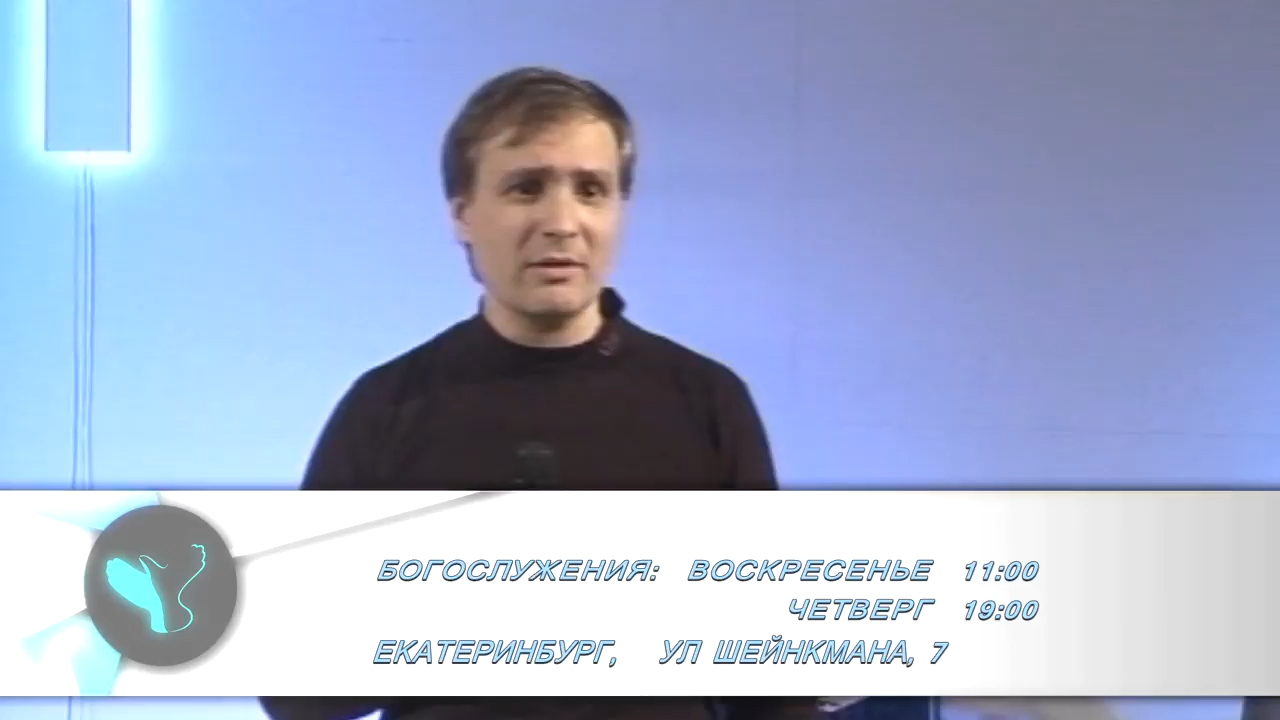 БОГОСЛУЖЕНИЯ: ВОСКРЕСЕНЬЕ 11:00
ЧЕТВЕРГ 19:00
ЕКАТЕРИНБУРГ, УЛ ШЕЙНКМАНА, 7